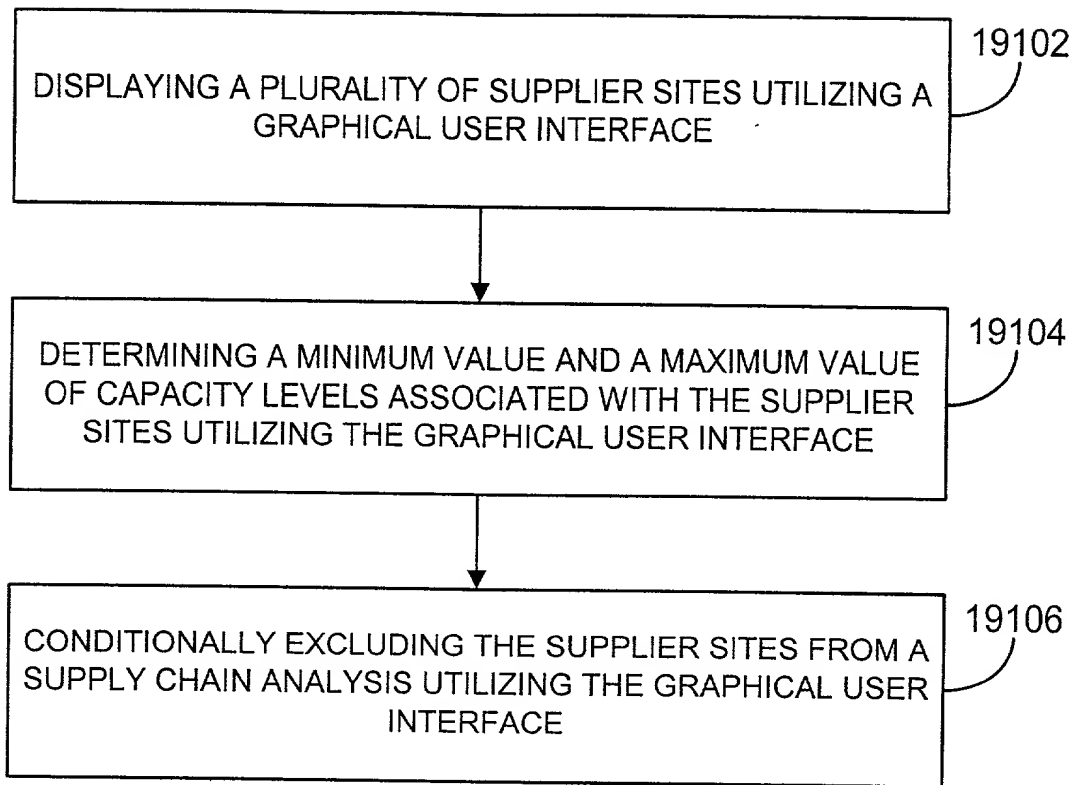 19102
DISPLAYING A PLURALITY OF SUPPLIER SITES UTILIZING A
GRAPHICAL USER INTERFACE
19104
DETERMINING A MINIMUM VALUE AND A MAXIMUM VALUE
OF CAPACITY LEVELS ASSOCIATED WITH THE SUPPLIER
SITES UTILIZING THE GRAPHICAL USER INTERFACE
19106
CONDITIONALLY EXCLUDING THE SUPPLIER SITES FROM A
SUPPLY CHAIN ANALYSIS UTILIZING THE GRAPHICAL USER
INTERFACE